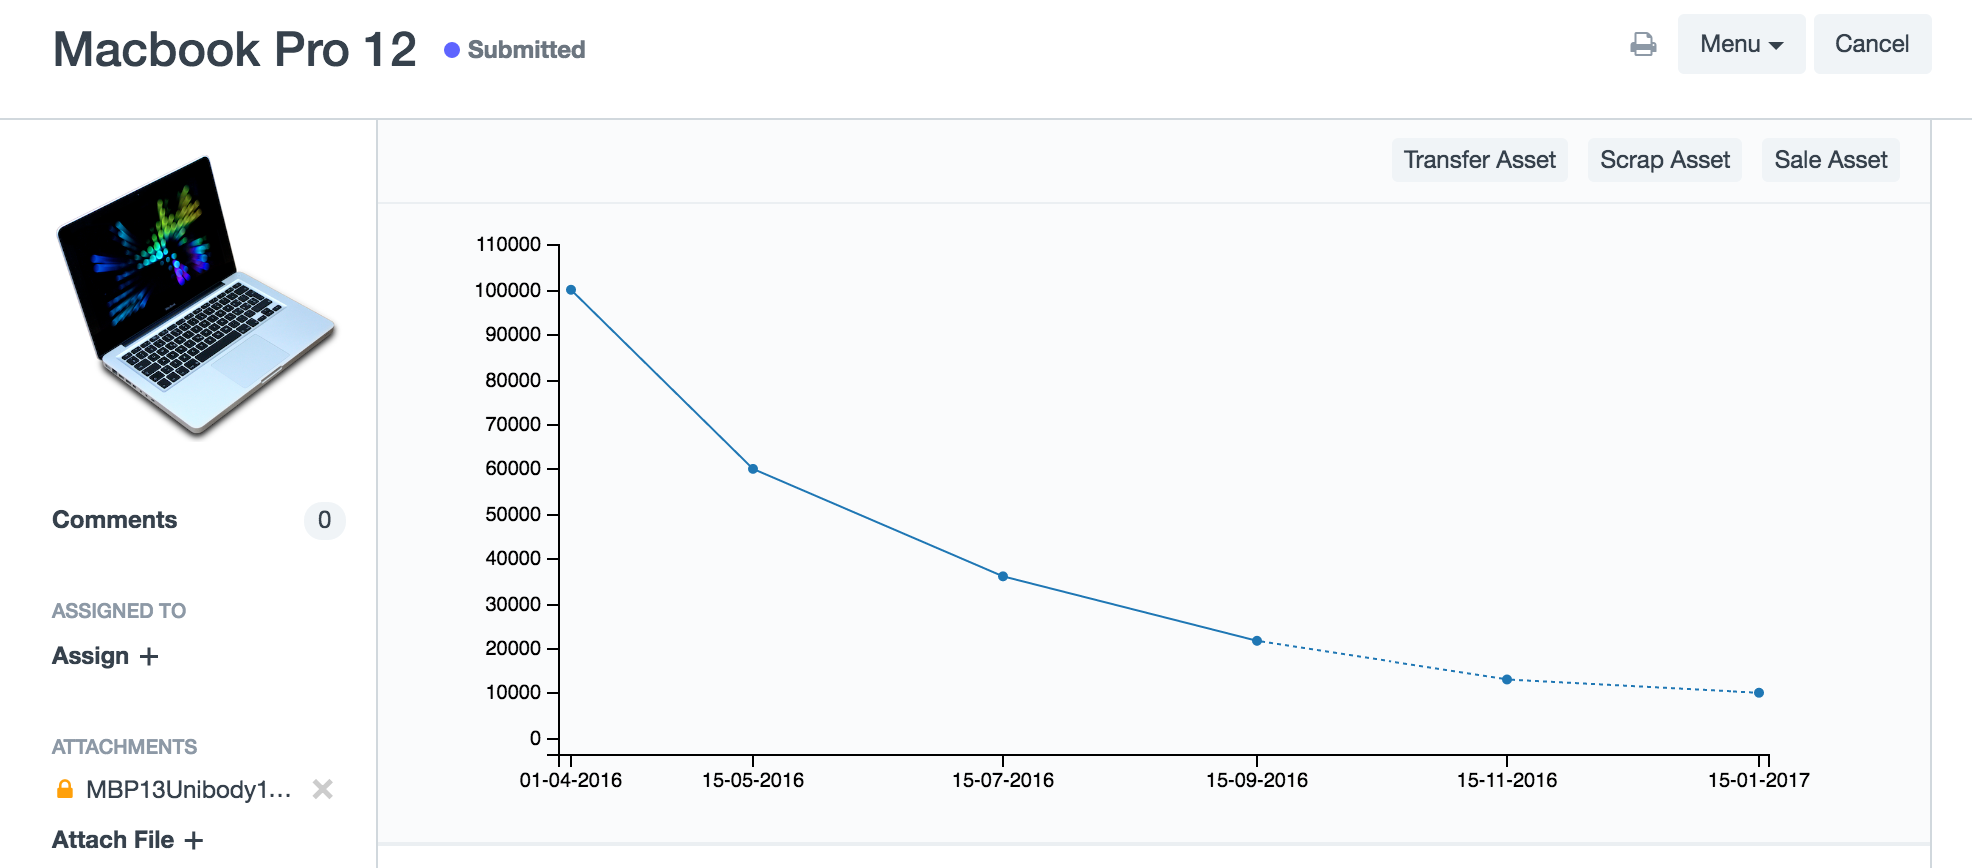 Macbook Pro 12
Submitted
Menu
Cancel
Transfer Asset
Scrap Asset
Sale Asset
Comments
0
ASSIGNED TO
Assign +
ATTACHMENTS
MBP13Unibody1...
Attach File +
110000
100000
90000
80000
70000
60000
50000
40000
30000
20000
10000
0
01-04-2016
15-05-2016
15-07-2016
15-09-2016
15-11-2016
15-01-2017